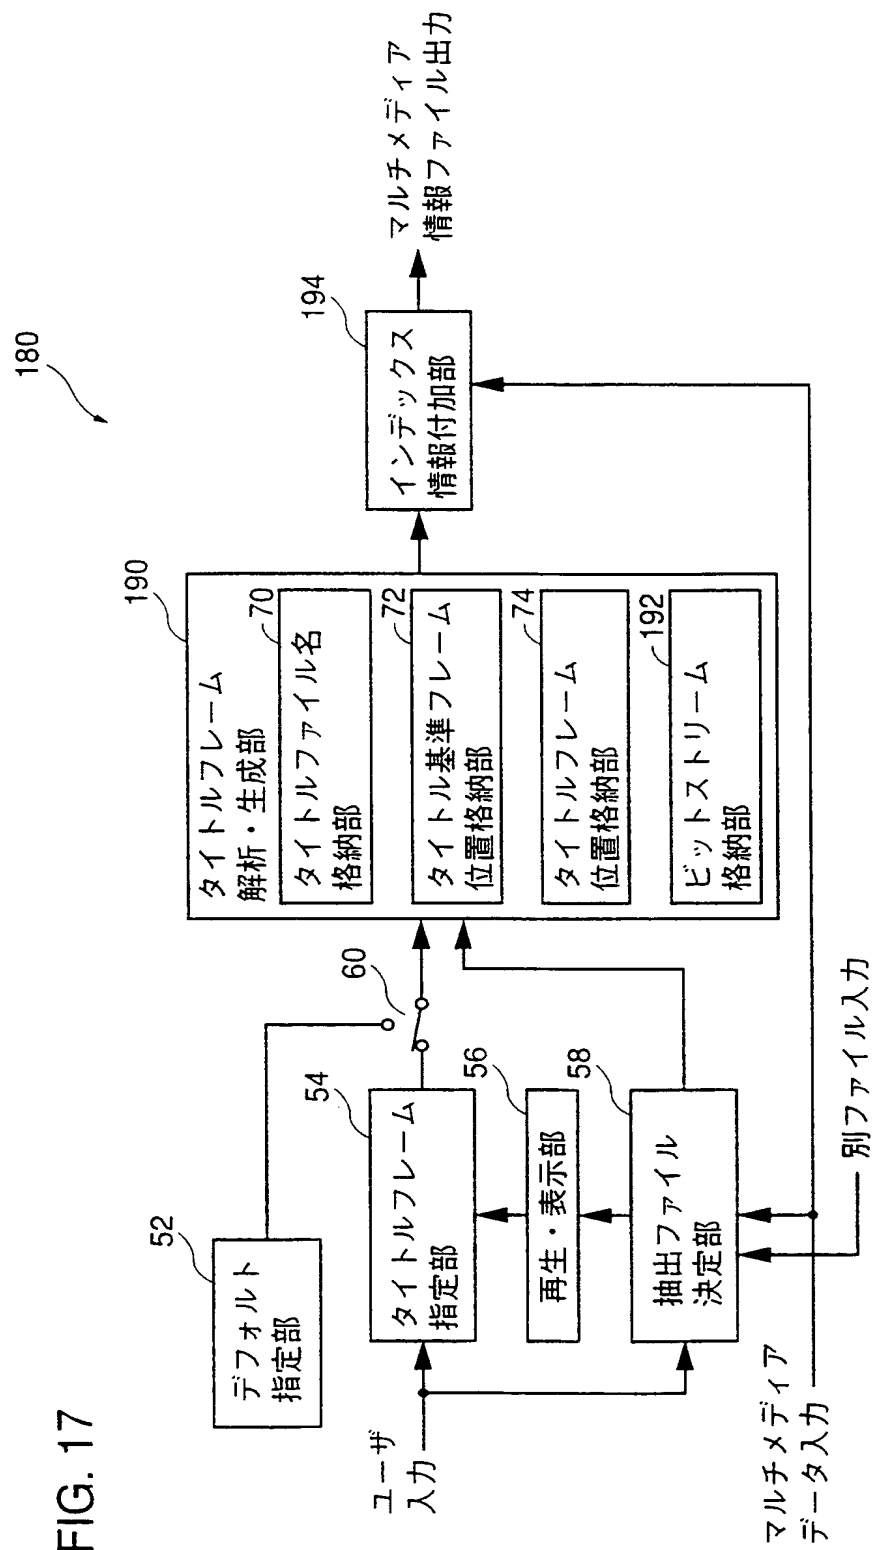 FIG. 17
180
デフォルト
指定部
52
ユーザ
入力
タイトルフレーム
指定部
54
再生・表示部
56
抽出ファイル
決定部
58
60
マルチメディア
データ入力
別ファイル入力
190
タイトルフレーム
解析・生成部
タイトルファイル名
格納部
70
タイトル基準フレーム
位置格納部
72
タイトルフレーム
位置格納部
74
ビットストリーム
格納部
192
インデックス
情報付加部
194
マルチメディア
情報ファイル出力